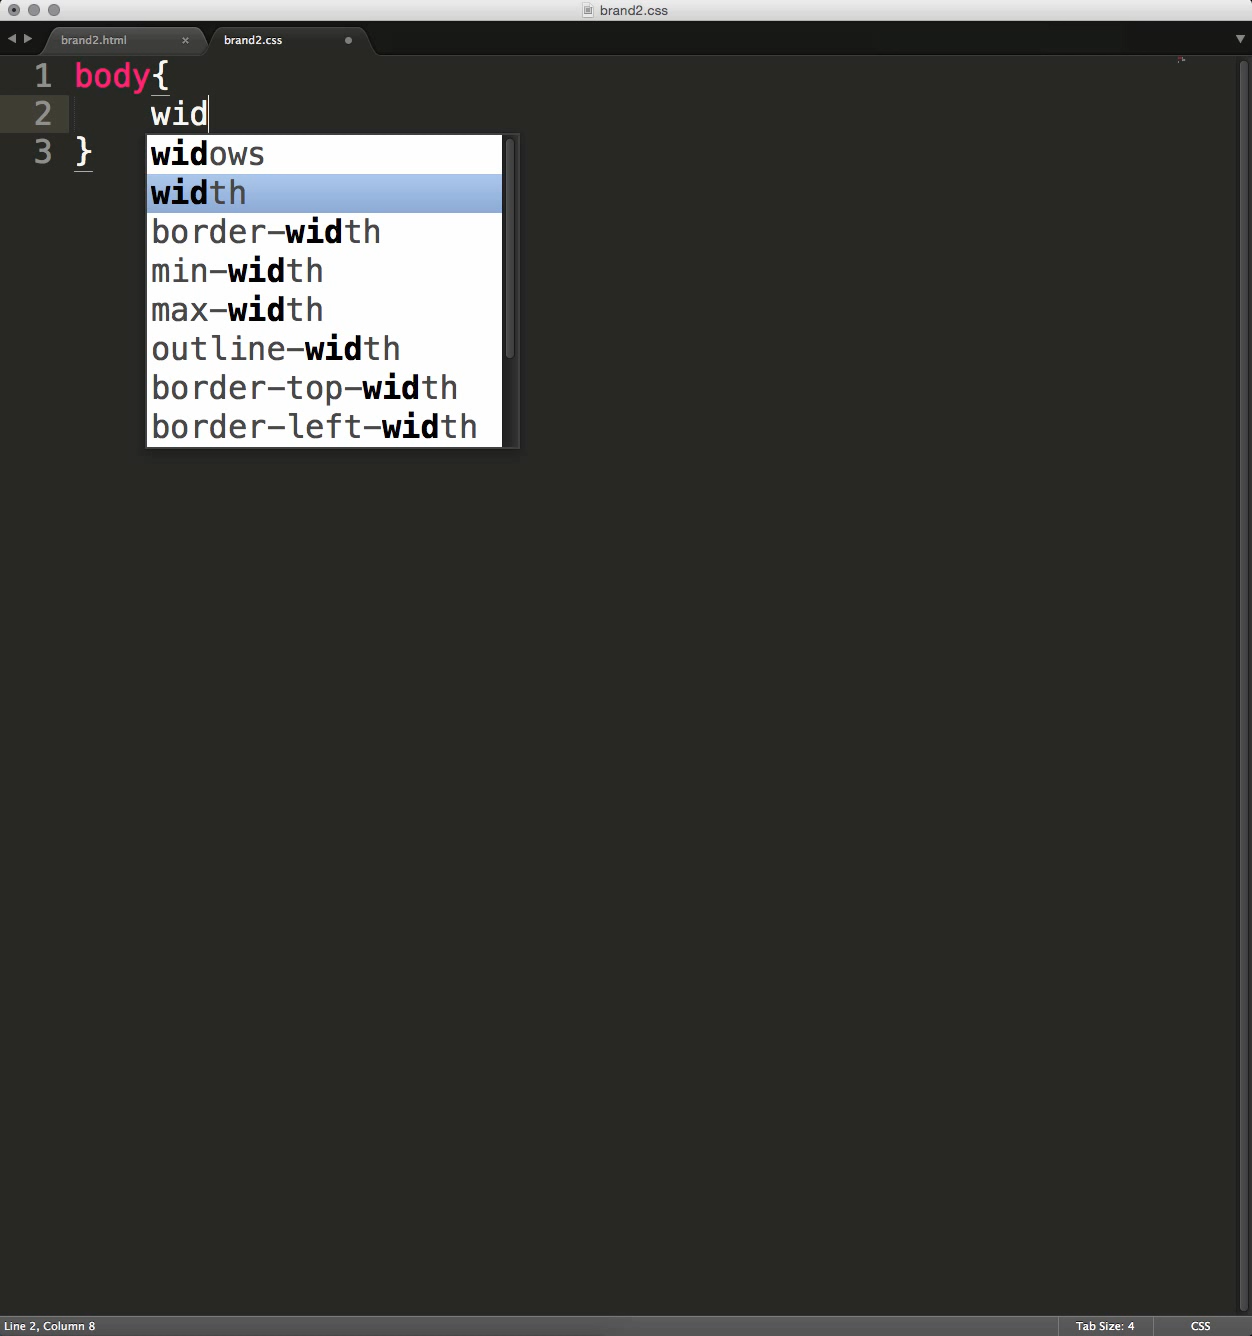 brand2.css
brand2.html × brand2.css
1 body{
2 wid
3 }
widows
width
border-width
min-width
max-width
outline-width
border-top-width
border-left-width
Line 2, Column 8 Tab Size: 4 CSS